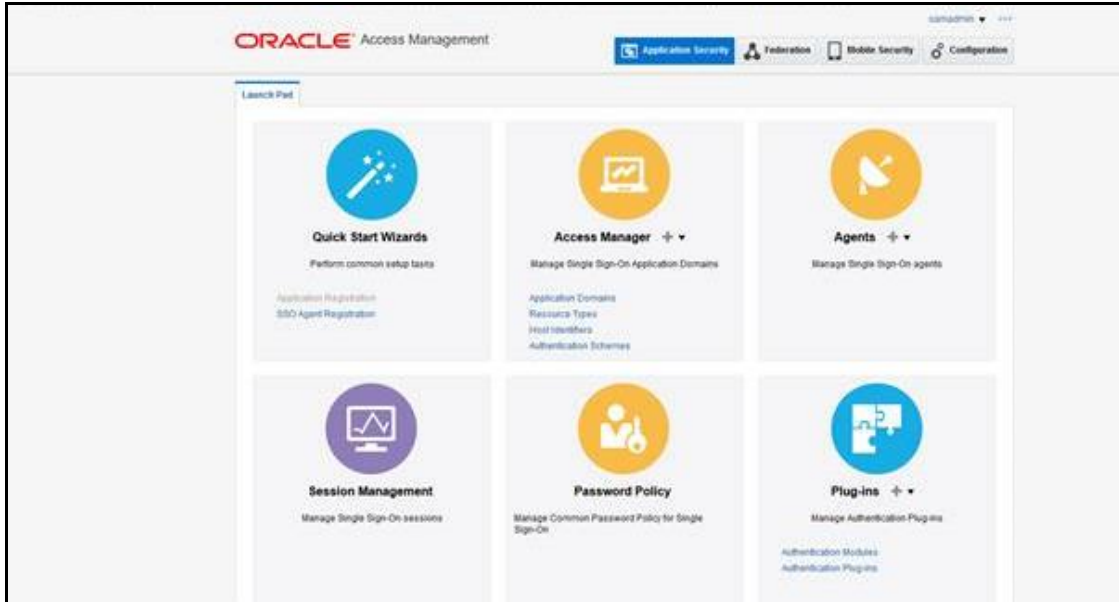 oamadmin
ORACLE Access Management
Application Security Federation Mobile Security Configuration
Launch Pad
Quick Start Wizards
Perform common setup tasks
Application Registration
SSO Agent Registration
Access Manager
Manage Single Sign-On Application Domains
Application Domains
Resource Types
Host Identifiers
Authentication Schemes
Agents
Manage Single Sign-On agents
Session Management
Manage Single Sign-On sessions
Password Policy
Manage Common Password Policy for Single
Sign-On
Plug-ins
Manage Authentication Plug-ins
Authentication Modules
Authentication Plug-ins